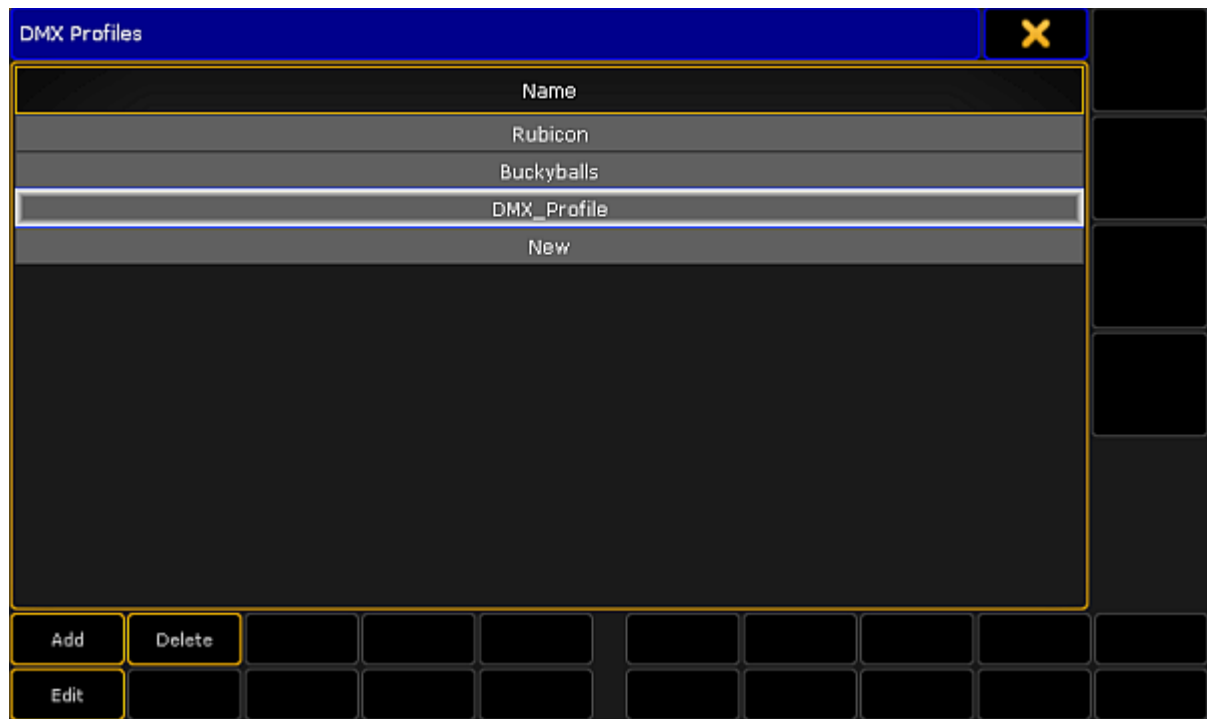 DMX Profiles
Name
Rubicon
Buckyballs
DMX_Profile
New
Add Delete
Edit